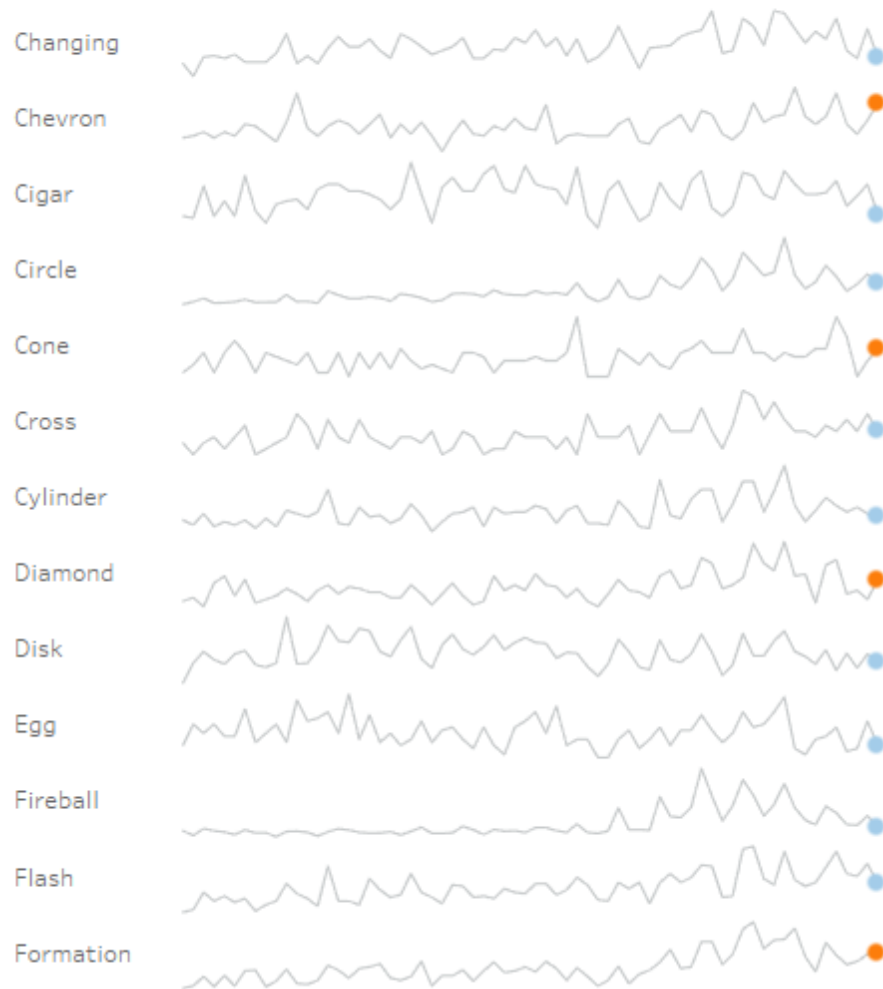 Changing
Chevron
Cigar
Circle
Cone
Cross
Cylinder
Diamond
Disk
Egg
Fireball
Flash
Formation